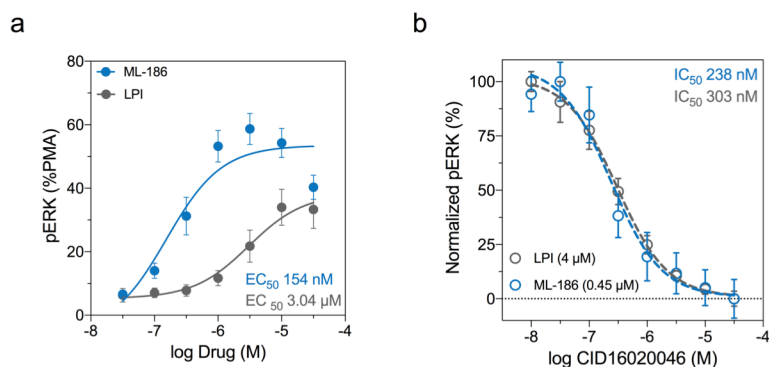 a
ML-186
LPI
pERK (%PMA)
80
60
40
20
0
EC50 154 nM
EC 50 3.04 µM
-8
-7
-6
-5
-4
log Drug (M)
b
IC50 238 nM
IC50 303 nM
Normalized pERK (%)
100
75
50
25
0
LPI (4 µM)
ML-186 (0.45 µM)
-8
-7
-6
-5
-4
log CID16020046 (M)